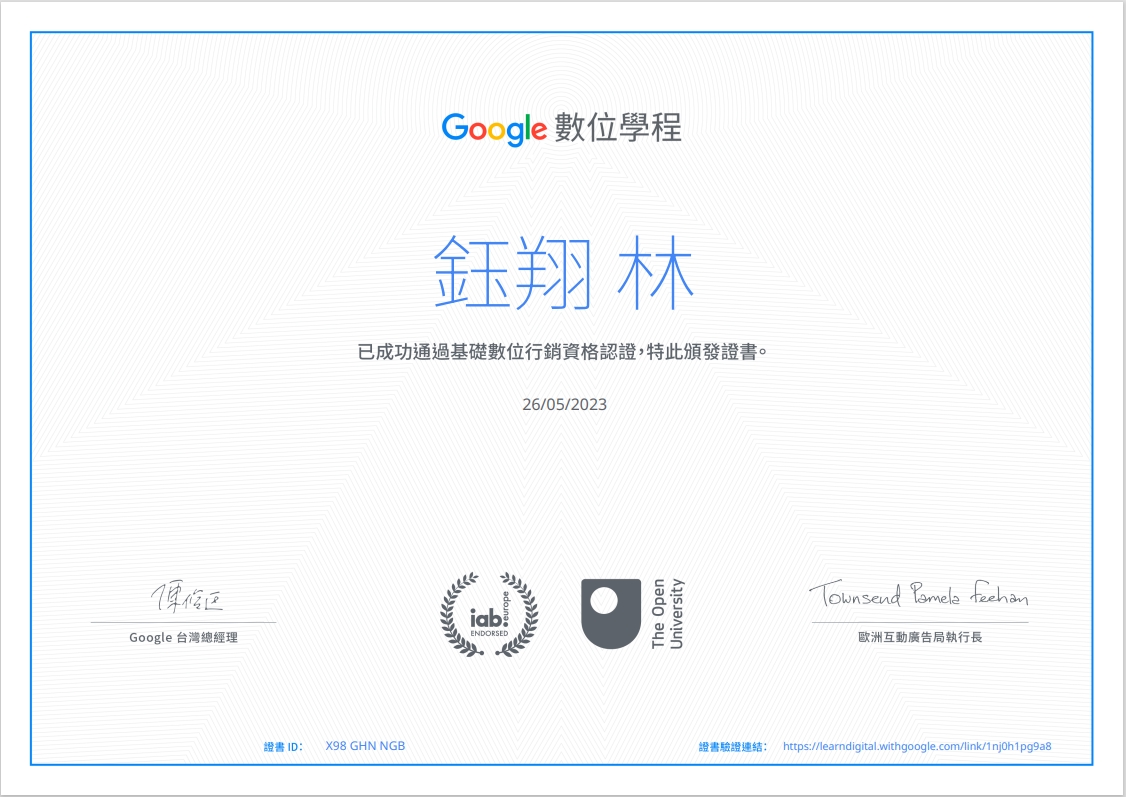 Google 數位學程
鈺翔 林
已成功通過基礎數位行銷資格認證，特此頒發證書。
26/05/2023
iab europe
ENDORSED
The Open
University
Townsend Pamela Feehan
Google 台灣總經理
歐洲互動廣告局執行長
證書 ID： X98 GHN NGB
證書驗證連結： https://learndigital.withgoogle.com/link/1nj0h1pg9a8